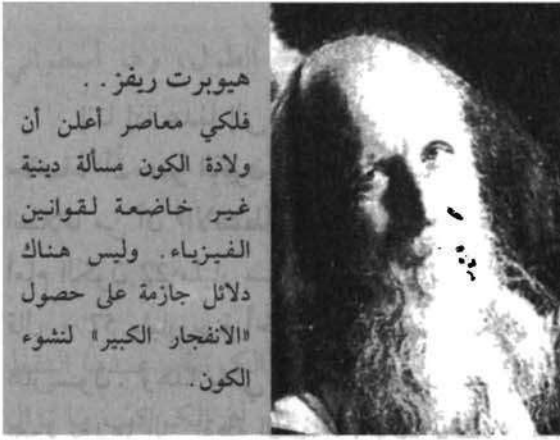 هيوبرت ريفز . .
فلكي معاصر أعلن أن
ولادة الكون مسألة دينية
غير خاضعة لقوانين
الفيزياء. وليس هناك
دلائل جازمة على حصول
«الانفجار الكبير» لنشوء
الكون.